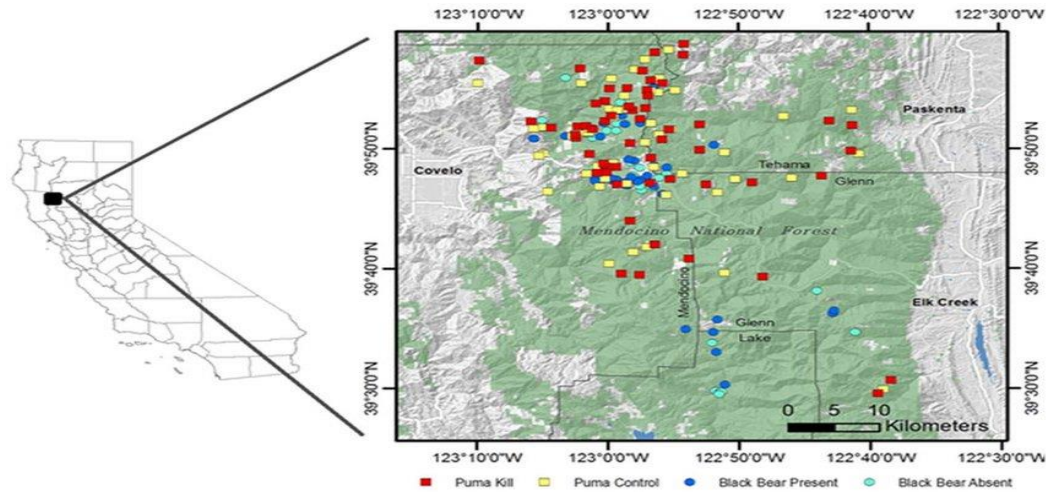 123°10'0"W 123°0'0"W 122°50'0"W 122°40'0"W 122°30'0"W
Paskenta
39°50'0"N 39°50'0"N
Covelo
Tehama
Glenn
Mendocino National Forest
39°40'0"N 39°40'0"N
Mendocino
Elk Creek
Glenn
Lake
39°30'0"N 39°30'0"N
0 5 10
Kilometers
123°10'0"W 123°0'0"W 122°50'0"W 122°40'0"W 122°30'0"W
Puma Kill Puma Control Black Bear Present Black Bear Absent